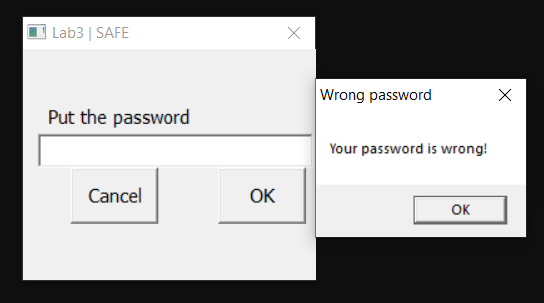 Lab3 | SAFE
Put the password
Cancel
OK
Wrong password
Your password is wrong!
OK